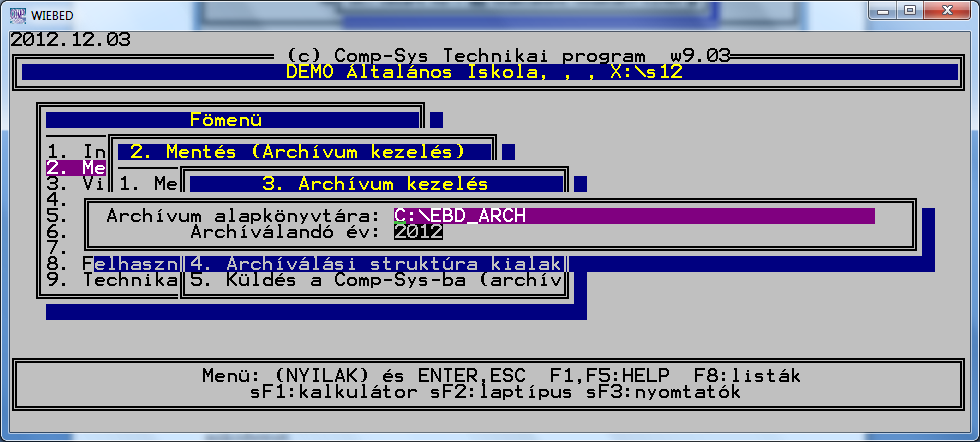 WIEBED
2012.12.03
(c) Comp-Sys Technikai program w9.03
DEMO Általános Iskola, , , X:\s12
Fömenü
1. In
2. Mentés (Archívum kezelés)
2. Me
3. Vi
1. Me
3. Archívum kezelés
4.
5.
Archívum alapkönyvtára: C:\EBD_ARCH
6.
Archíválandó év: 2012
7.
8. Felhaszn
4. Archíválási struktúra kialak
9. Technika
5. Küldés a Comp-Sys-ba (archív
Menü: (NYILAK) és ENTER,ESC F1,F5:HELP F8:listák
sF1:kalkulátor sF2:laptípus sF3:nyomtatók